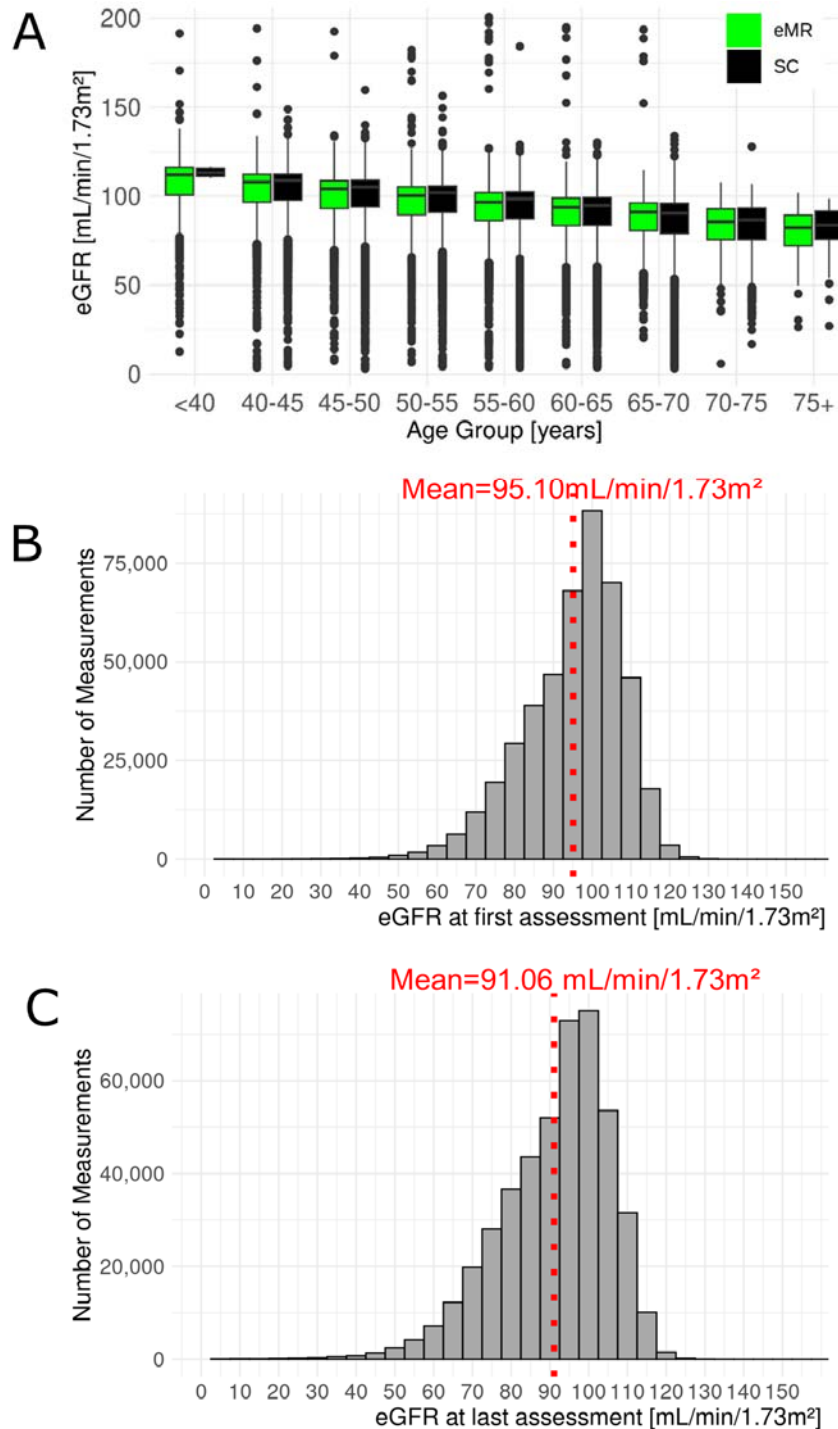 A
200
150
100
50
0
eGFR [mL/min/1.73m²]
eMR
SC
<40 40-45 45-50 50-55 55-60 60-65 65-70 70-75 75+
Age Group [years]
B
Mean=95.10mL/min/1.73m²
75,000
50,000
25,000
0
Number of Measurements
0 10 20 30 40 50 60 70 80 90 100 110 120 130 140 150
eGFR at first assessment [mL/min/1.73m²]
C
Mean=91.06 mL/min/1.73m²
60,000
40,000
20,000
0
Number of Measurements
0 10 20 30 40 50 60 70 80 90 100 110 120 130 140 150
eGFR at last assessment [mL/min/1.73m²]